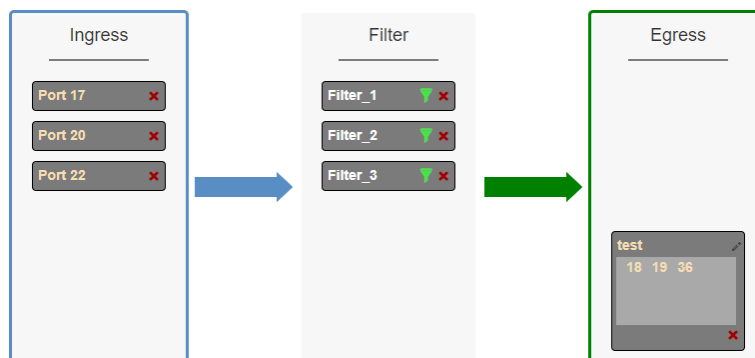 Ingress
Port 17
Port 20
Port 22
Filter
Filter_1
Filter_2
Filter_3
Egress
test
18 19 36